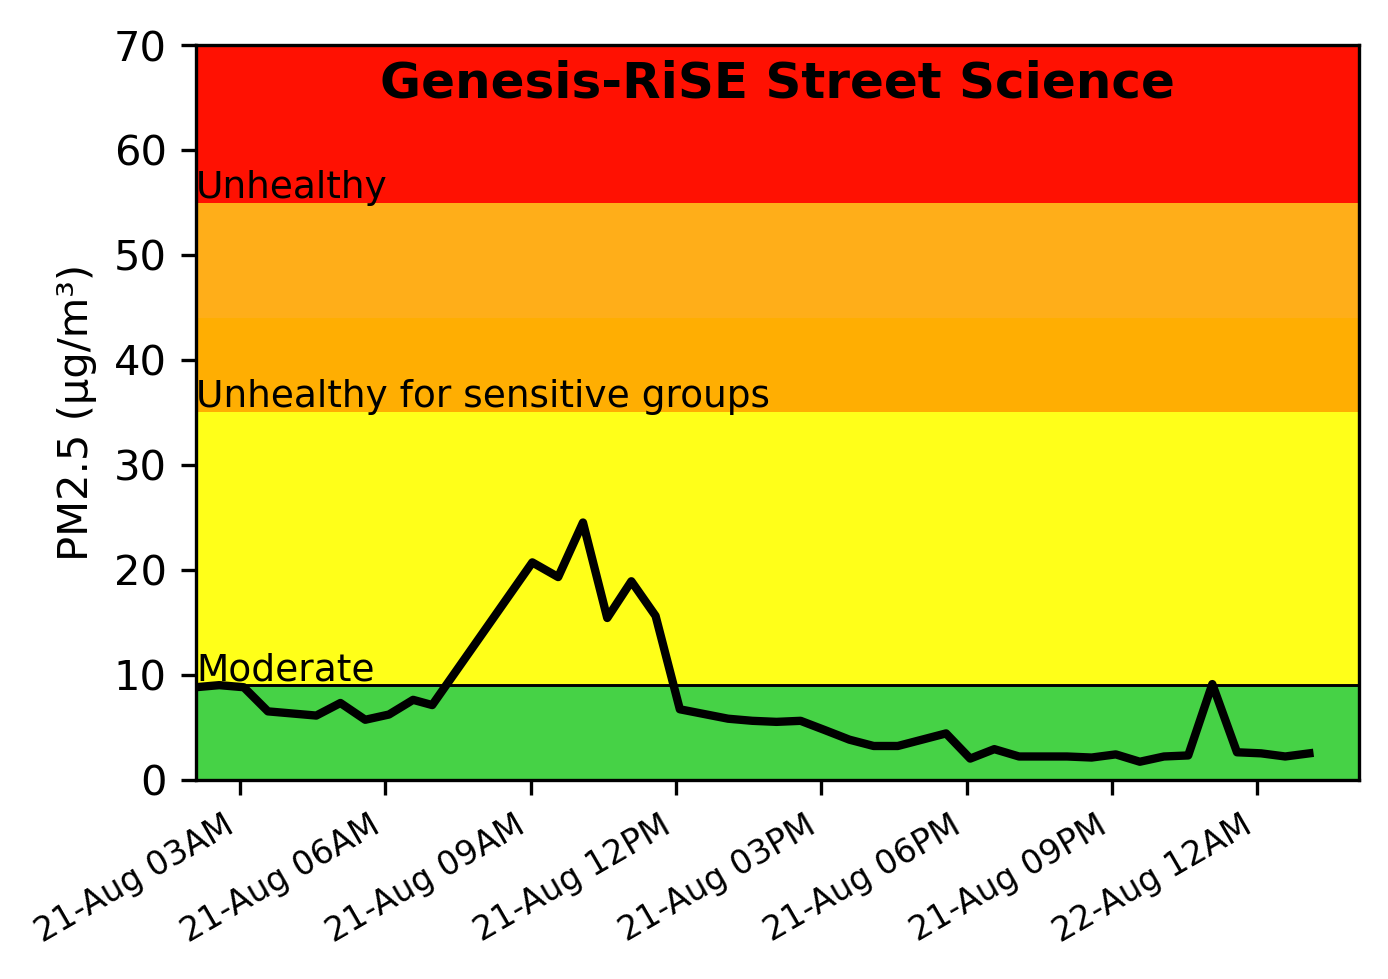 Genesis-RiSE Street Science
70
60
50
40
30
20
10
0
PM2.5 (μg/m³)
Unhealthy
Unhealthy for sensitive groups
Moderate
21-Aug 03AM
21-Aug 06AM
21-Aug 09AM
21-Aug 12PM
21-Aug 03PM
21-Aug 06PM
21-Aug 09PM
22-Aug 12AM